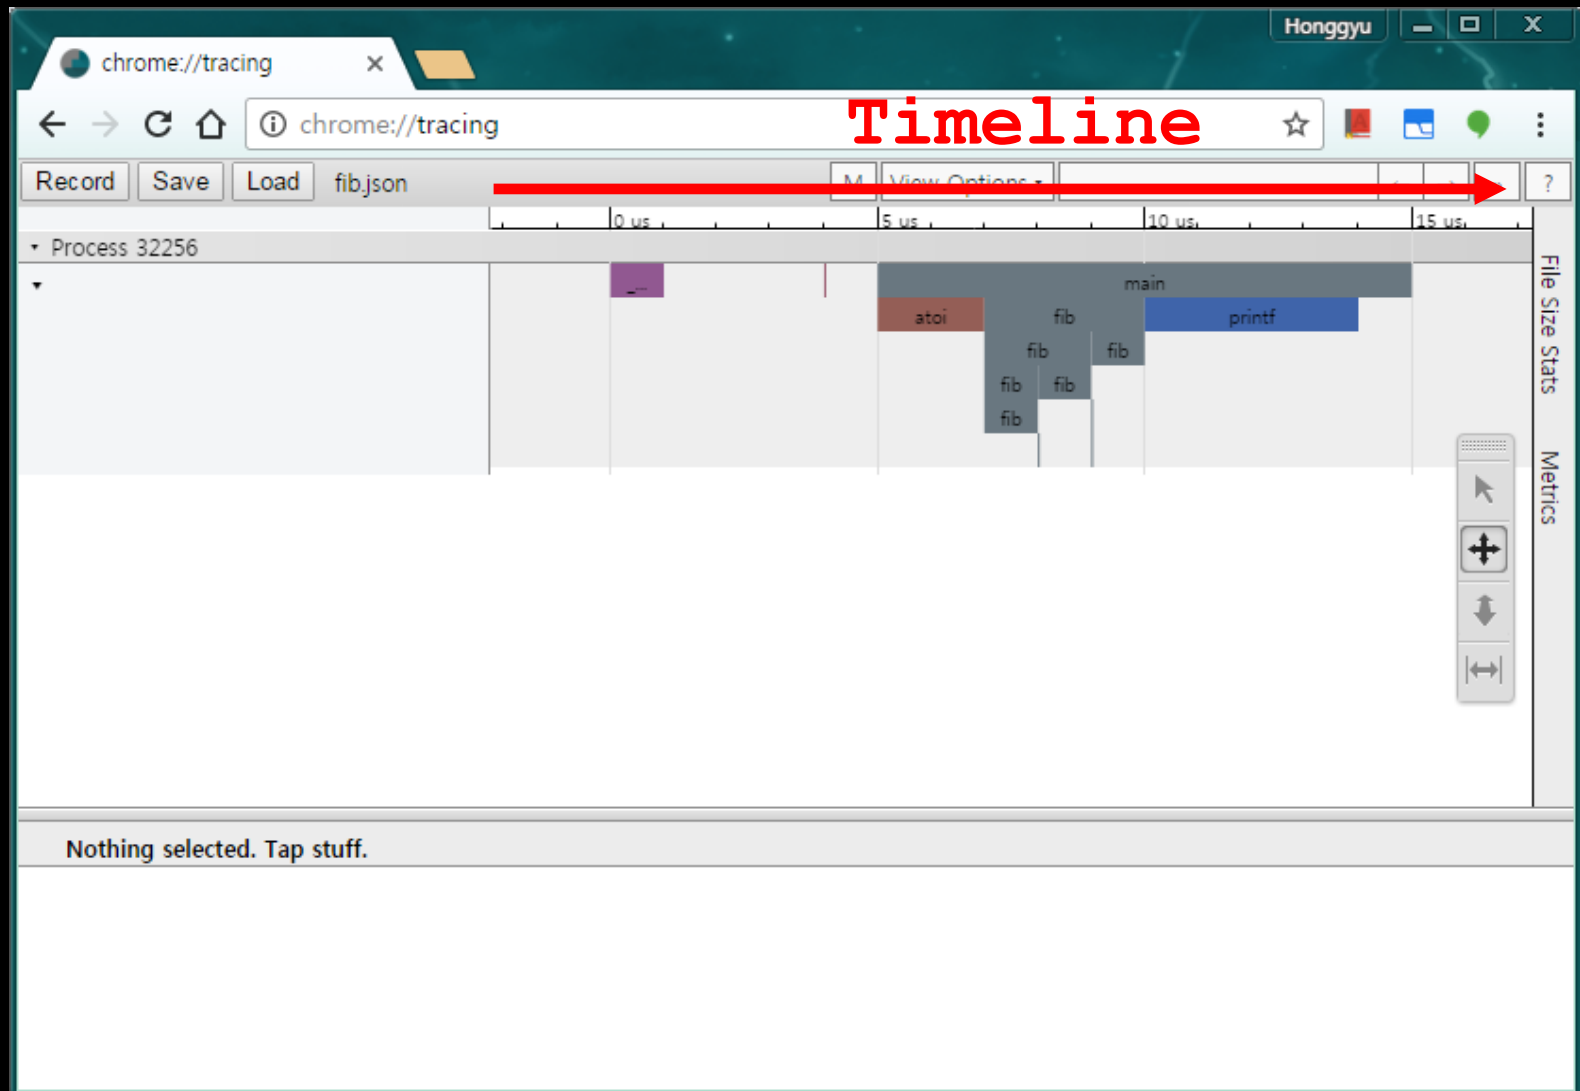 Honggyu
chrome://tracing
chrome://tracing
Timeline
Record Save Load fib.json M View Options ?
0 us 5 us 10 us 15 us
Process 32256
_... main
atoi fib printf
fib fib
fib fib
fib
File Size Stats
Metrics
Nothing selected. Tap stuff.